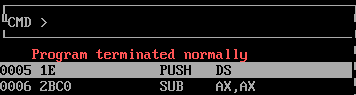 CMD >
Program terminated normally
0005 1E PUSH DS
0006 2BC0 SUB AX,AX